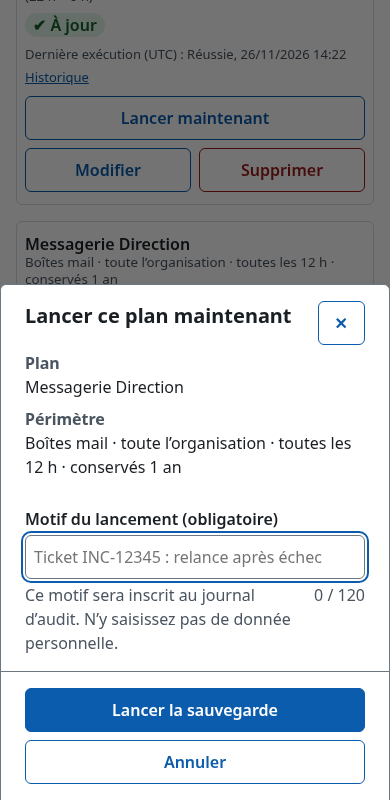 ✔ À jour
Dernière exécution (UTC) : Réussie, 26/11/2026 14:22
Historique
Lancer maintenant
Modifier
Supprimer
Messagerie Direction
Boîtes mail · toute l’organisation · toutes les 12 h ·
conservés 1 an
Lancer ce plan maintenant
×
Plan
Messagerie Direction
Périmètre
Boîtes mail · toute l’organisation · toutes les
12 h · conservés 1 an
Motif du lancement (obligatoire)
Ticket INC-12345 : relance après échec
Ce motif sera inscrit au journal
0 / 120
d’audit. N’y saisissez pas de donnée
personnelle.
Lancer la sauvegarde
Annuler